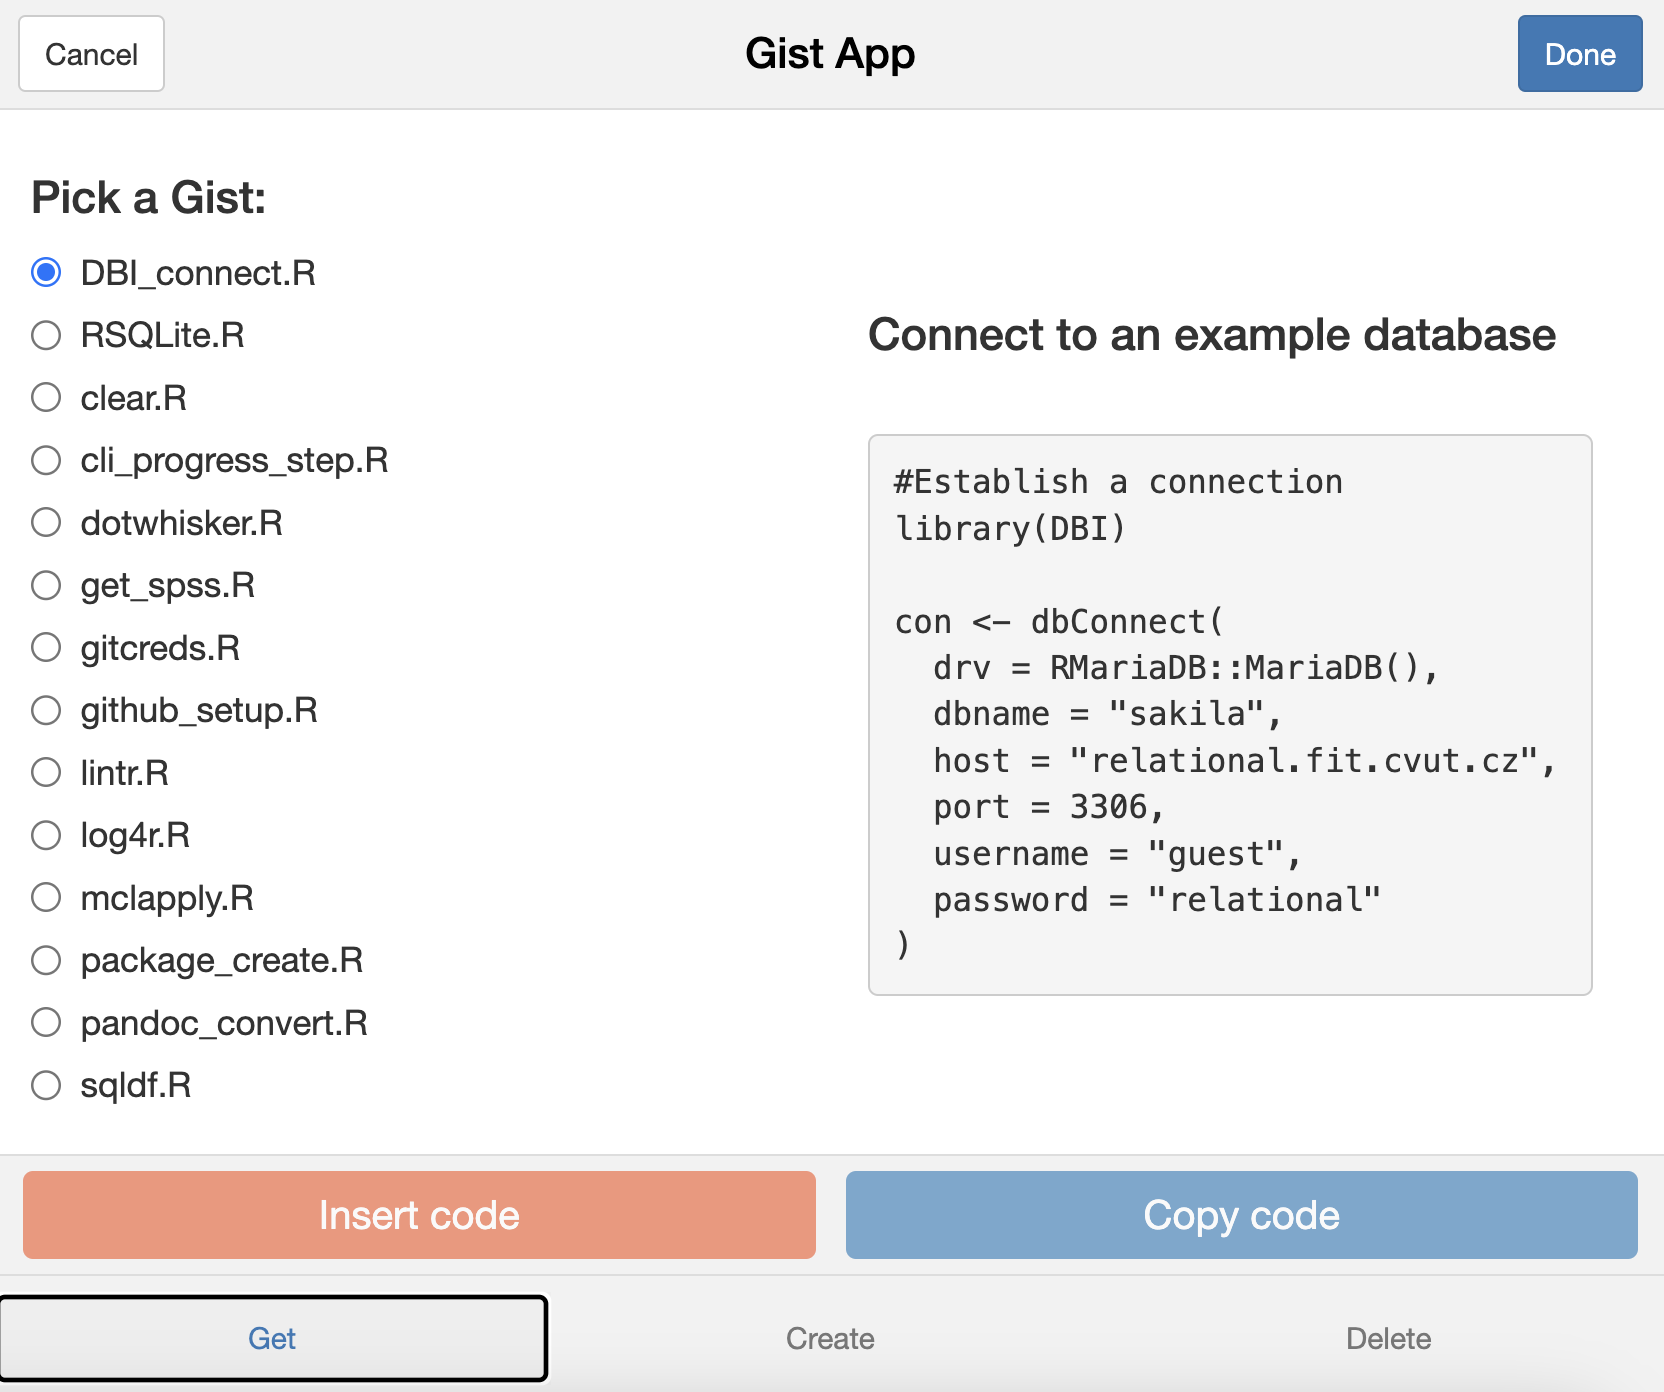 Cancel
Gist App
Done
Pick a Gist:
DBI_connect.R
RSQLite.R
clear.R
cli_progress_step.R
dotwhisker.R
get_spss.R
gitcreds.R
github_setup.R
lintr.R
log4r.R
mclapply.R
package_create.R
pandoc_convert.R
sqldf.R
Connect to an example database
#Establish a connection
library(DBI)

con <- dbConnect(
  drv = RMariaDB::MariaDB(),
  dbname = "sakila",
  host = "relational.fit.cvut.cz",
  port = 3306,
  username = "guest",
  password = "relational"
)
Insert code
Copy code
Get
Create
Delete